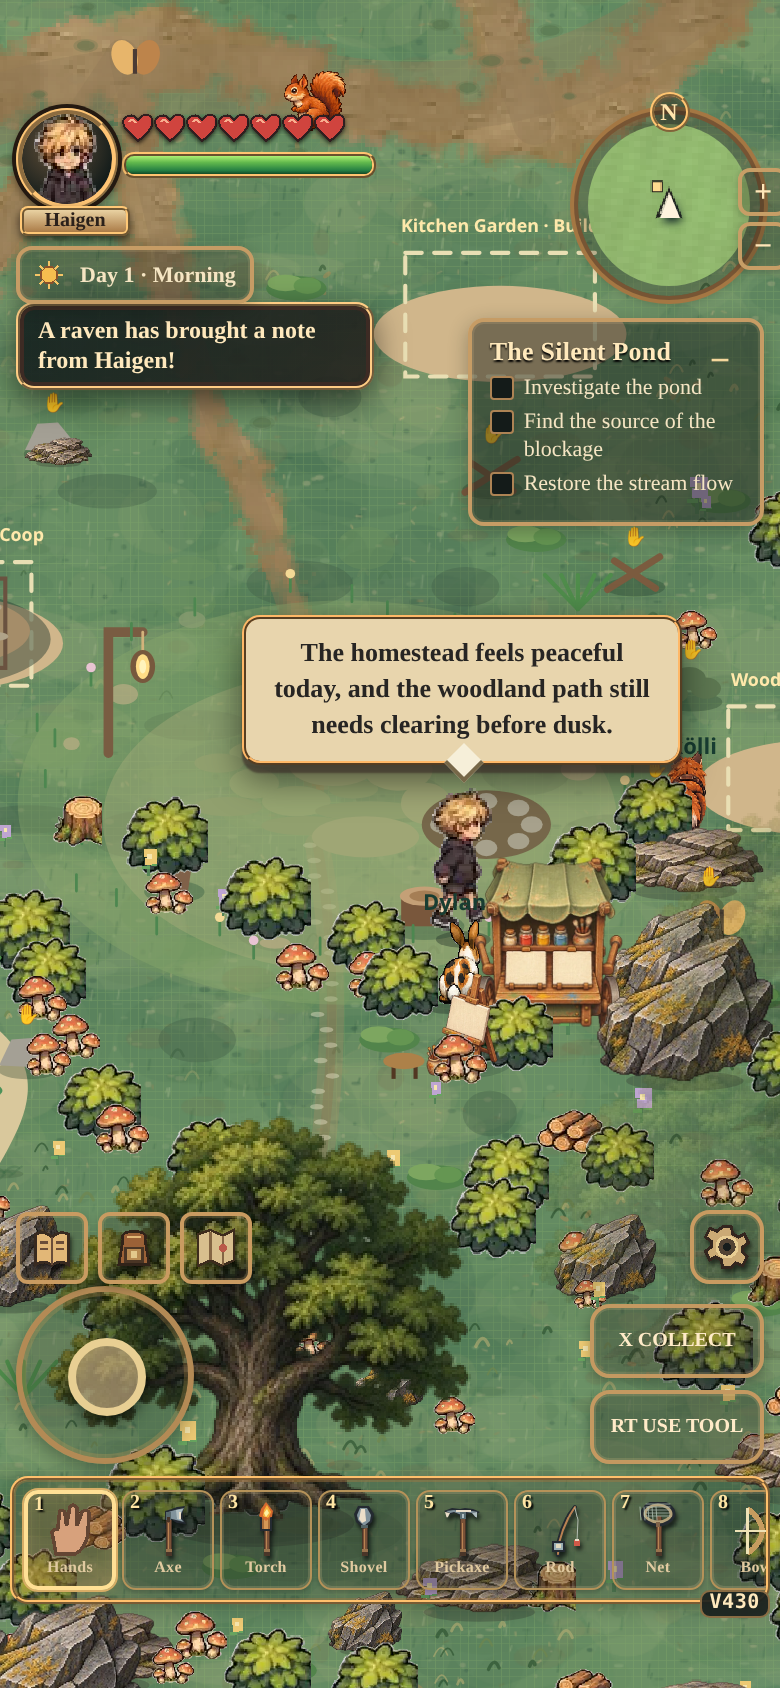 N
Haigen
+
−
Kitchen Garden · Buil
Day 1 · Morning
A raven has brought a note
from Haigen!
The Silent Pond
Investigate the pond
Find the source of the
blockage
Restore the stream flow
Coop
The homestead feels peaceful
today, and the woodland path still
needs clearing before dusk.
Wood
ölli
Dylan
X COLLECT
RT USE TOOL
1
Hands
2
Axe
3
Torch
4
Shovel
5
Pickaxe
6
Rod
7
Net
8
Bow
V430